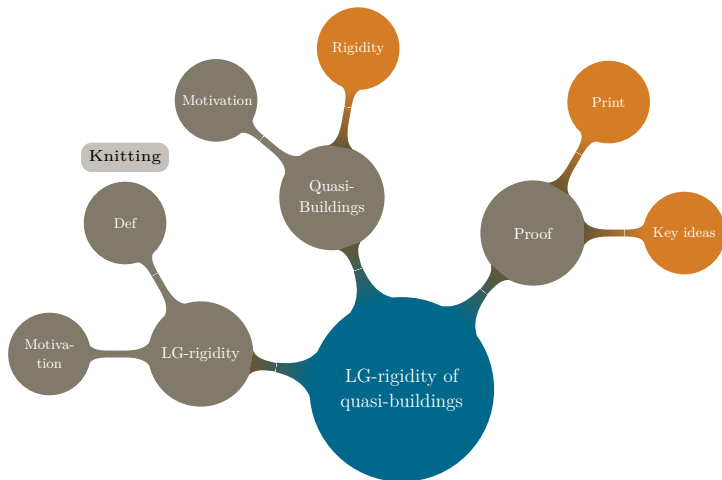 Rigidity
Motivation
Print
Knitting
Quasi-
Buildings
Def
Proof
Key ideas
Motiva-
tion
LG-rigidity
LG-rigidity of
quasi-buildings